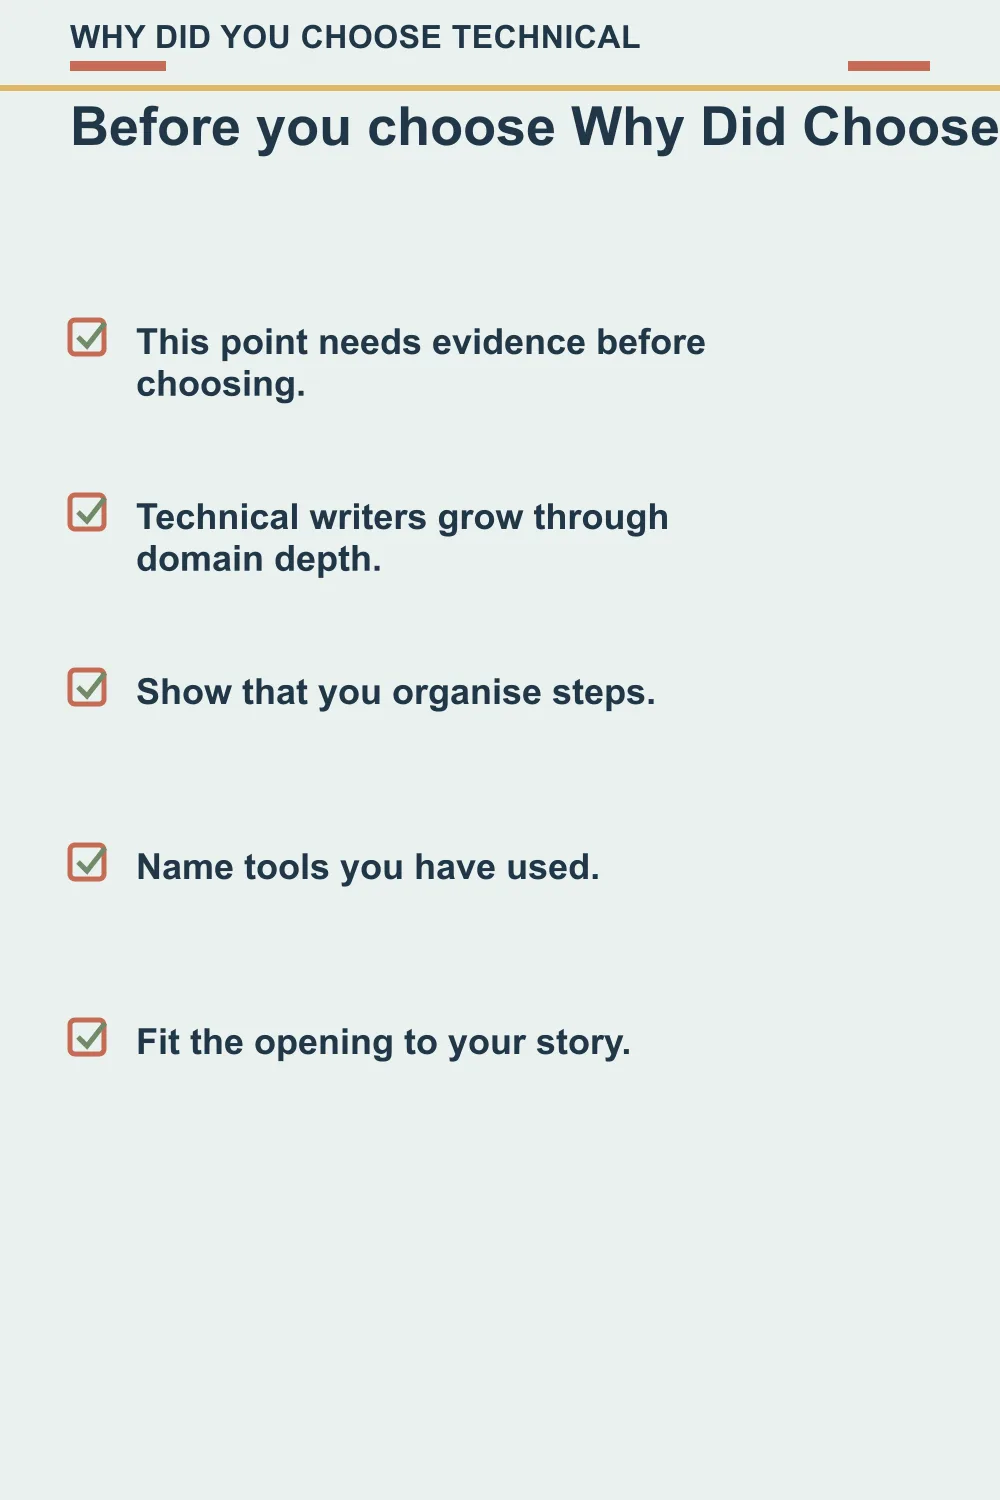 WHY DID YOU CHOOSE TECHNICAL
Before you choose Why Did Choose
This point needs evidence before
choosing.
Technical writers grow through
domain depth.
Show that you organise steps.
Name tools you have used.
Fit the opening to your story.